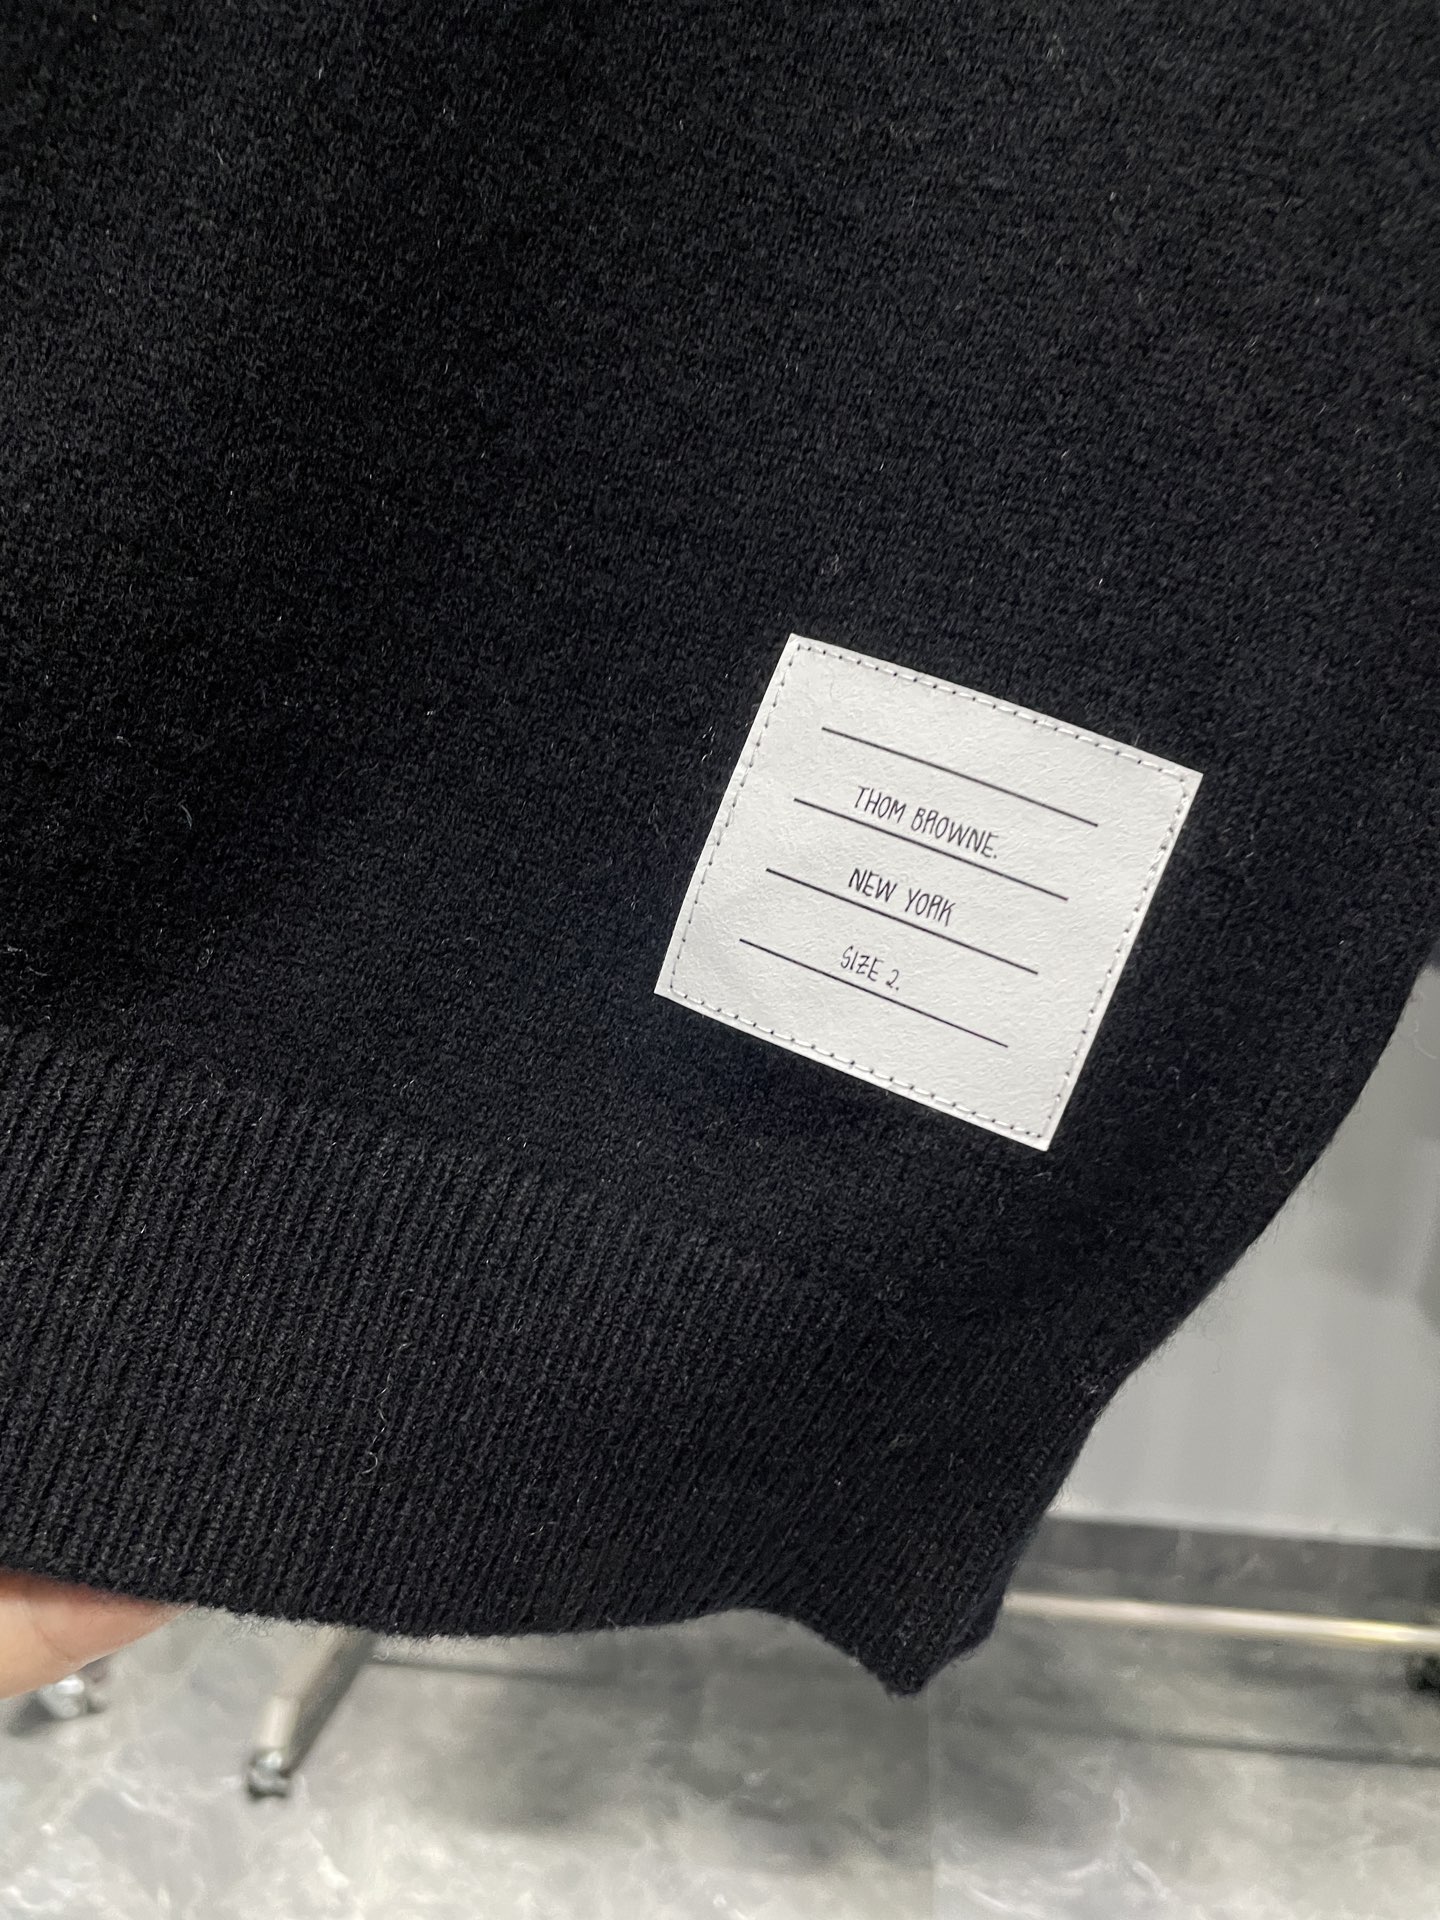 THOM BROWNE.
NEW YORK
SIZE 2.